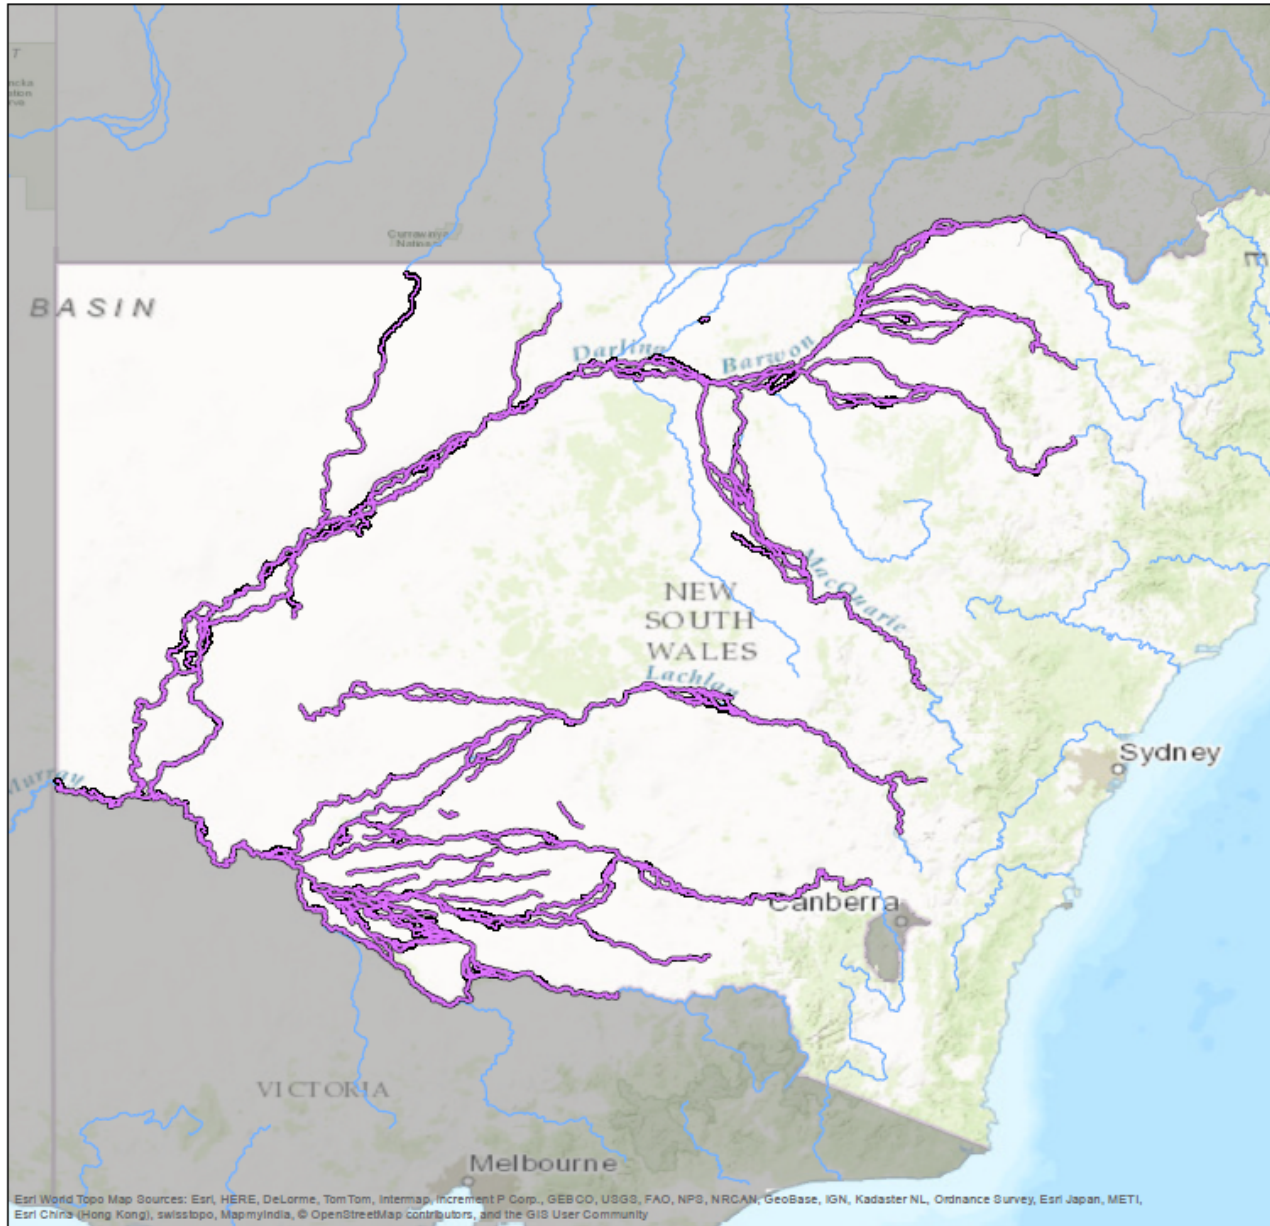 Currawinya
National
BASIN
Darling
Barwon
MacQuarie
NEW
SOUTH
WALES
Lachlan
Murray
Sydney
Canberra
VICTORIA
Melbourne
Esri World Topo Map Sources: Esri, HERE, DeLorme, TomTom, Intermap, increment P Corp., GEBCO, USGS, FAO, NPS, NRCAN, GeoBase, IGN, Kadaster NL, Ordnance Survey, Esri Japan, METI,
Esri China (Hong Kong), swisstopo, MapmyIndia, © OpenStreetMap contributors, and the GIS User Community